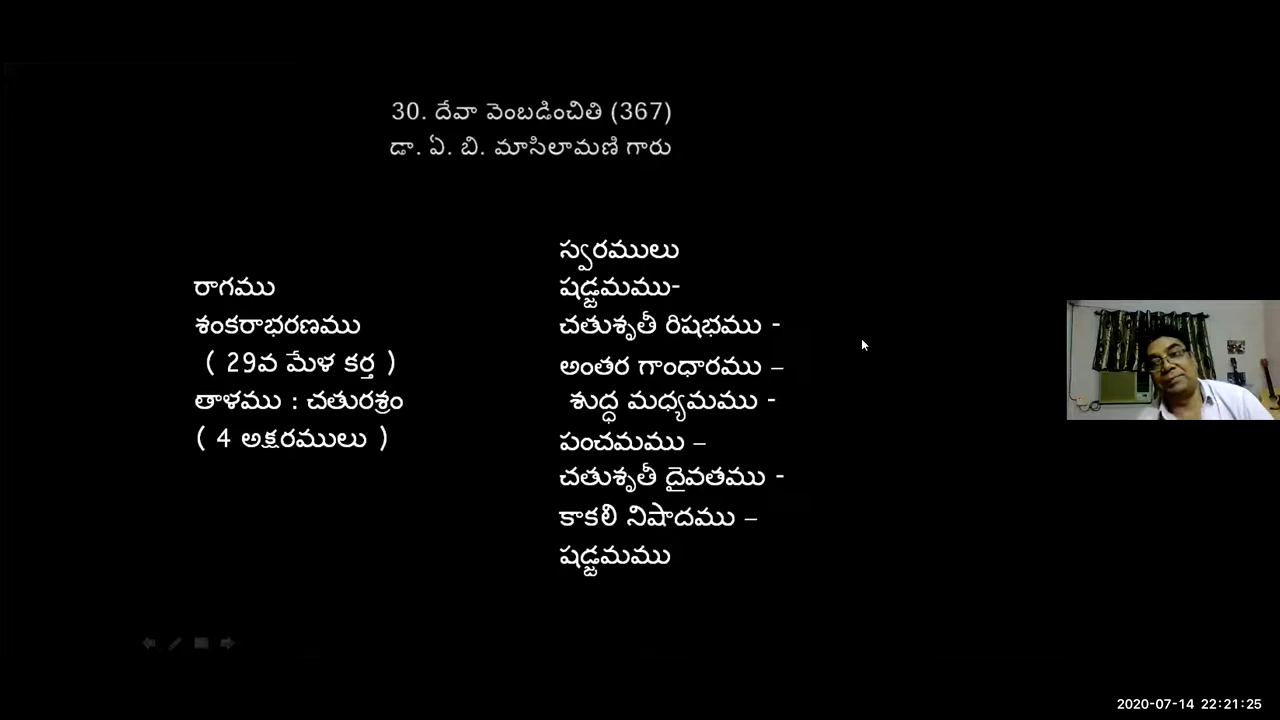 30. దేవా వెంబడించితి (367)
డా. ఏ. బి. మాసిలామణి గారు
రాగము
శంకరాభరణము
( 29వ మేళ కర్త )
తాళము : చతురశ్రం
( 4 అక్షరములు )
స్వరములు
షడ్జమము-
చతుశృతీ రిషభము -
అంతర గాంధారము –
శుద్ధ మధ్యమము -
పంచమము –
చతుశృతీ దైవతము -
కాకలి నిషాదము –
షడ్జమము
2020-07-14 22:21:25